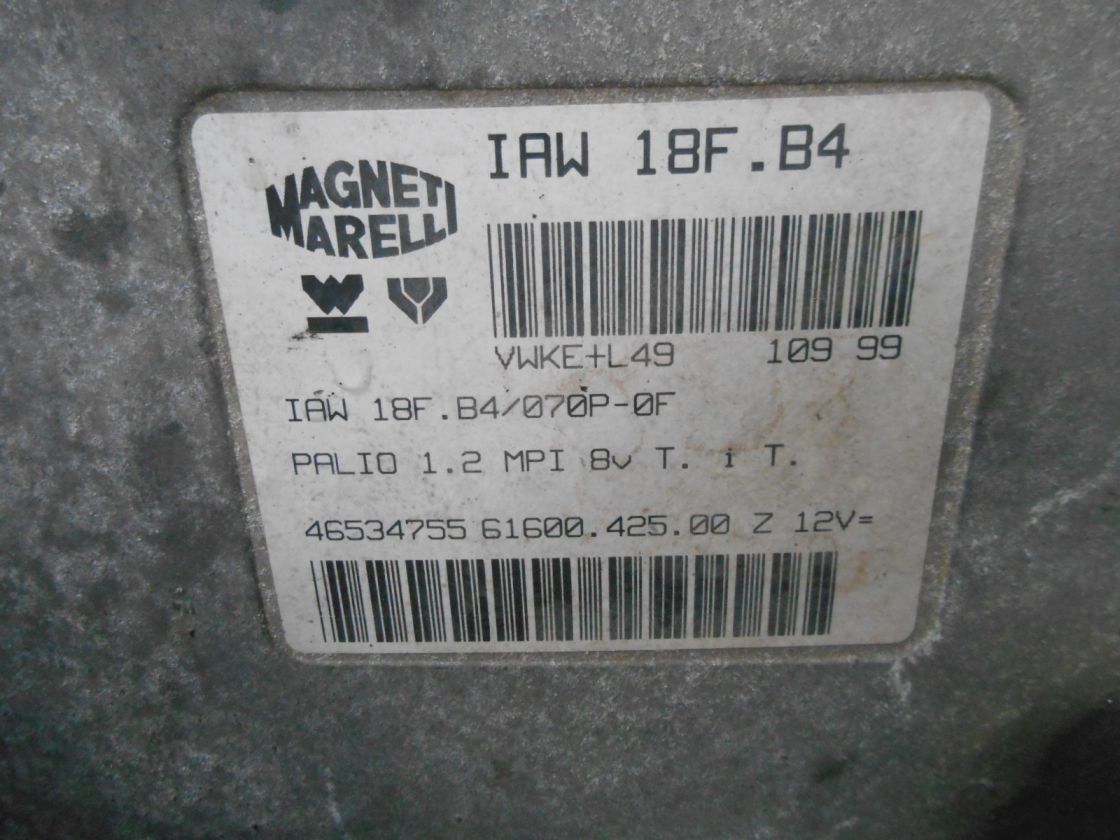 IAW 18F.B4
MAGNETI
MARELLI
W
VWKE+L49 109 99
IAW 18F.B4/070P-0F
PALIO 1.2 MPI 8v T. i T.
46534755 61600.425.00 Z 12V=